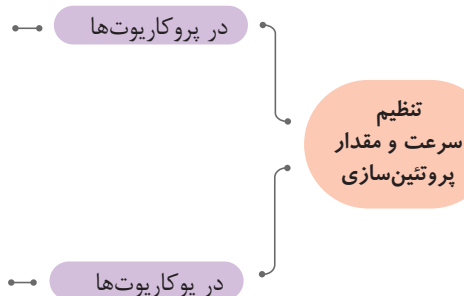 در پروکاریوت‌ها
تنظیم
سرعت و مقدار
پروتئین‌سازی
در یوکاریوت‌ها